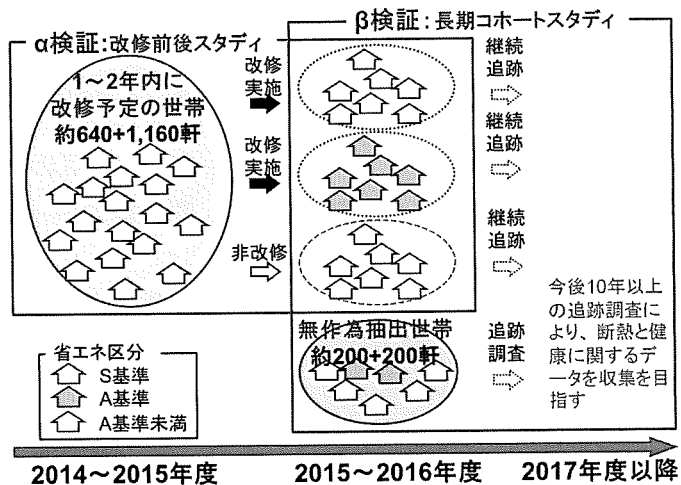 β検証：長期コホートスタディ
α検証：改修前後スタディ
1～2年内に
改修予定の世帯
約640+1,160軒
改修
実施
継続
追跡
改修
実施
継続
追跡
非改修
継続
追跡
無作為抽出世帯
約200+200軒
追跡
調査
今後10年以上
の追跡調査に
より、断熱と健
康に関するデ
ータを収集を目
指す
省エネ区分
S基準
A基準
A基準未満
2014～2015年度
2015～2016年度
2017年度以降